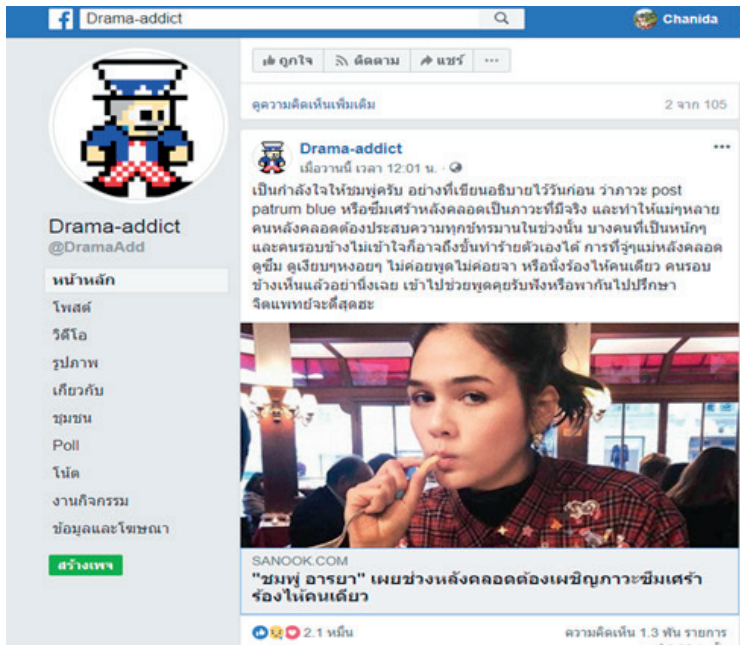 Drama-addict
Chanida
ถูกใจ
ติดตาม
แชร์
ดูความคิดเห็นเพิ่มเติม
2 จาก 105
Drama-addict
เมื่อวานนี้ เวลา 12:01 น.
เป็นกำลังใจให้ชมพู่ครับ อย่างที่เขียนอธิบายไว้วันก่อน ว่าภาวะ post
patrum blue หรือซึมเศร้าหลังคลอดเป็นภาวะที่มีจริง และทำให้แม่ๆหลาย
คนหลังคลอดต้องประสบความทุกข์ทรมานในช่วงนั้น บางคนที่เป็นหนักๆ
และคนรอบข้างไม่เข้าใจก็อาจถึงขั้นทำร้ายตัวเองได้ การที่จู่ๆแม่หลังคลอด
ดูซึม ดูเงียบๆหงอยๆ ไม่ค่อยพูดไม่ค่อยจา หรือนั่งร้องไห้คนเดียว คนรอบ
ข้างเห็นแล้วอย่านิ่งเฉย เข้าไปช่วยพูดคุยรับฟังหรือพากันไปปรึกษา
จิตแพทย์จะดีสุดฮะ
SANOOK.COM
"ชมพู่ อารยา" เผยช่วงหลังคลอดต้องเผชิญภาวะซึมเศร้า
ร้องไห้คนเดียว
2.1 หมื่น
ความคิดเห็น 1.3 พัน รายการ
Drama-addict
@DramaAdd
หน้าหลัก
โพสต์
วิดีโอ
รูปภาพ
เกี่ยวกับ
ชุมชน
Poll
โน้ต
งานกิจกรรม
ข้อมูลและโฆษณา
สร้างเพจ